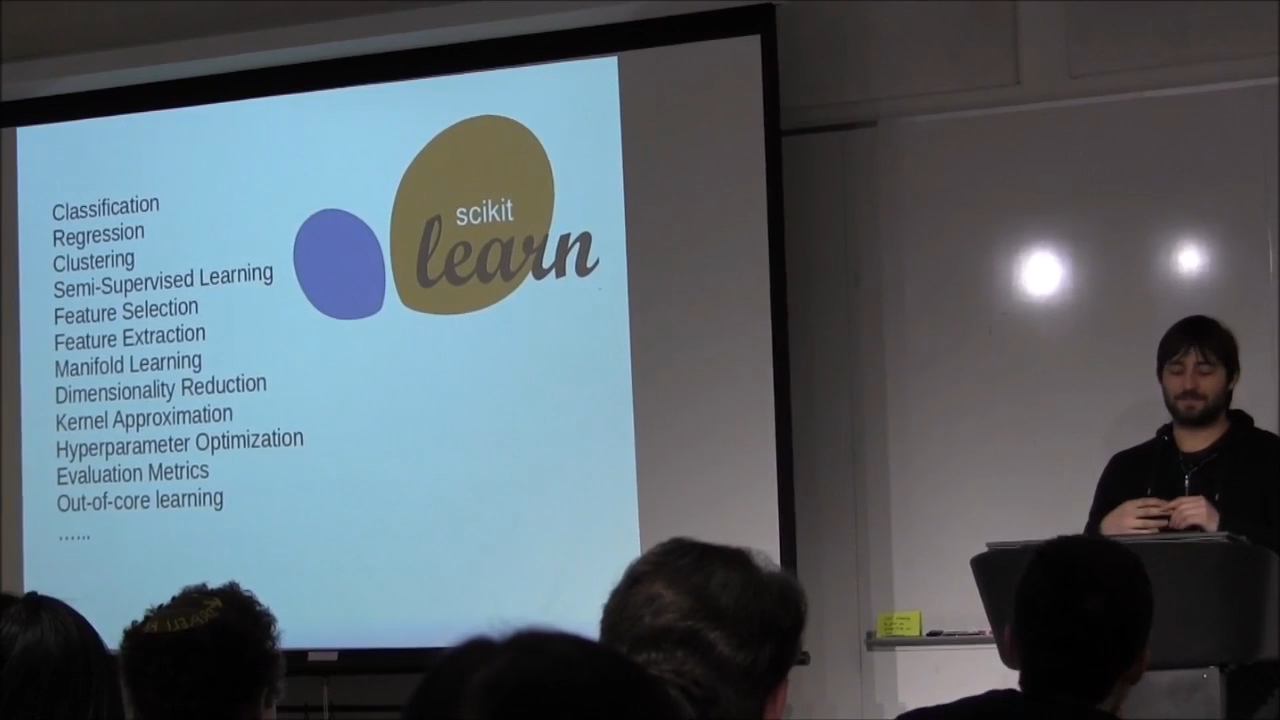 Classification
Regression
Clustering
Semi-Supervised Learning
Feature Selection
Feature Extraction
Manifold Learning
Dimensionality Reduction
Kernel Approximation
Hyperparameter Optimization
Evaluation Metrics
Out-of-core learning
......
scikit
learn